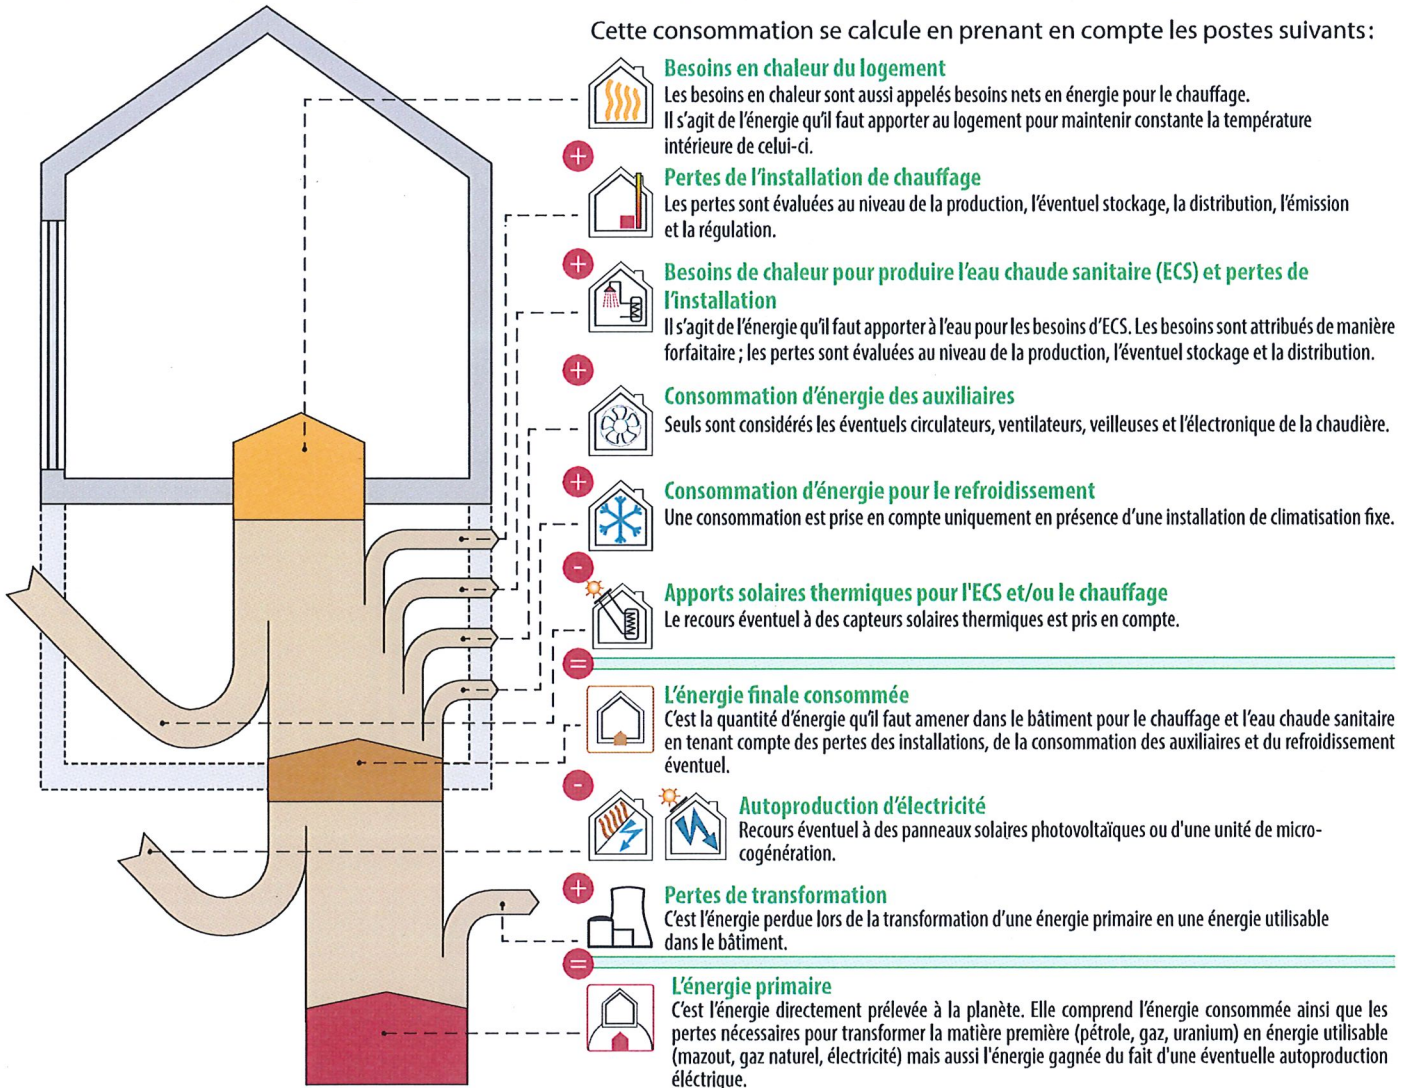 Cette consommation se calcule en prenant en compte les postes suivants:
Besoins en chaleur du logement
Les besoins en chaleur sont aussi appelés besoins nets en énergie pour le chauffage.
Il s'agit de l'énergie qu'il faut apporter au logement pour maintenir constante la température
intérieure de celui-ci.
+
Pertes de l'installation de chauffage
Les pertes sont évaluées au niveau de la production, l'éventuel stockage, la distribution, l'émission
et la régulation.
+
Besoins de chaleur pour produire l'eau chaude sanitaire (ECS) et pertes de
l'installation
Il s'agit de l'énergie qu'il faut apporter à l'eau pour les besoins d'ECS. Les besoins sont attribués de manière
forfaitaire ; les pertes sont évaluées au niveau de la production, l'éventuel stockage et la distribution.
+
Consommation d'énergie des auxiliaires
Seuls sont considérés les éventuels circulateurs, ventilateurs, veilleuses et l'électronique de la chaudière.
+
Consommation d'énergie pour le refroidissement
Une consommation est prise en compte uniquement en présence d'une installation de climatisation fixe.
-
Apports solaires thermiques pour l'ECS et/ou le chauffage
Le recours éventuel à des capteurs solaires thermiques est pris en compte.
=
L'énergie finale consommée
C'est la quantité d'énergie qu'il faut amener dans le bâtiment pour le chauffage et l'eau chaude sanitaire
en tenant compte des pertes des installations, de la consommation des auxiliaires et du refroidissement
éventuel.
-
Autoproduction d'électricité
Recours éventuel à des panneaux solaires photovoltaïques ou d'une unité de micro-
cogénération.
+
Pertes de transformation
C'est l'énergie perdue lors de la transformation d'une énergie primaire en une énergie utilisable
dans le bâtiment.
=
L'énergie primaire
C'est l'énergie directement prélevée à la planète. Elle comprend l'énergie consommée ainsi que les
pertes nécessaires pour transformer la matière première (pétrole, gaz, uranium) en énergie utilisable
(mazout, gaz naturel, électricité) mais aussi l'énergie gagnée du fait d'une éventuelle autoproduction
éléctrique.